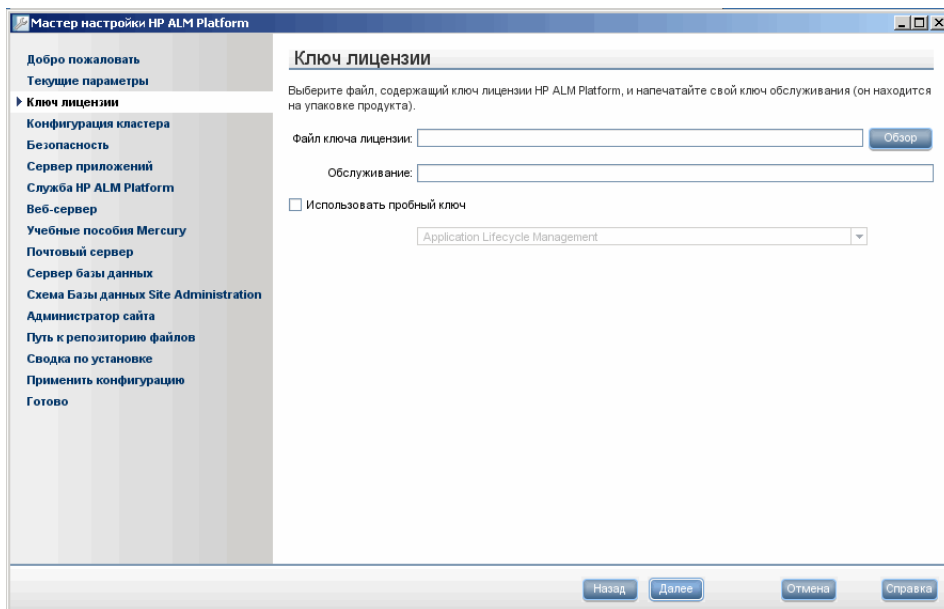 Мастер настройки HP ALM Platform
Добро пожаловать
Текущие параметры
Ключ лицензии
Конфигурация кластера
Безопасность
Сервер приложений
Служба HP ALM Platform
Веб-сервер
Учебные пособия Mercury
Почтовый сервер
Сервер базы данных
Схема Базы данных Site Administration
Администратор сайта
Путь к репозиторию файлов
Сводка по установке
Применить конфигурацию
Готово
Ключ лицензии
Выберите файл, содержащий ключ лицензии HP ALM Platform, и напечатайте свой ключ обслуживания (он находится
на упаковке продукта).
Файл ключа лицензии:
Обзор
Обслуживание:
Использовать пробный ключ
Application Lifecycle Management
Назад
Далее
Отмена
Справка